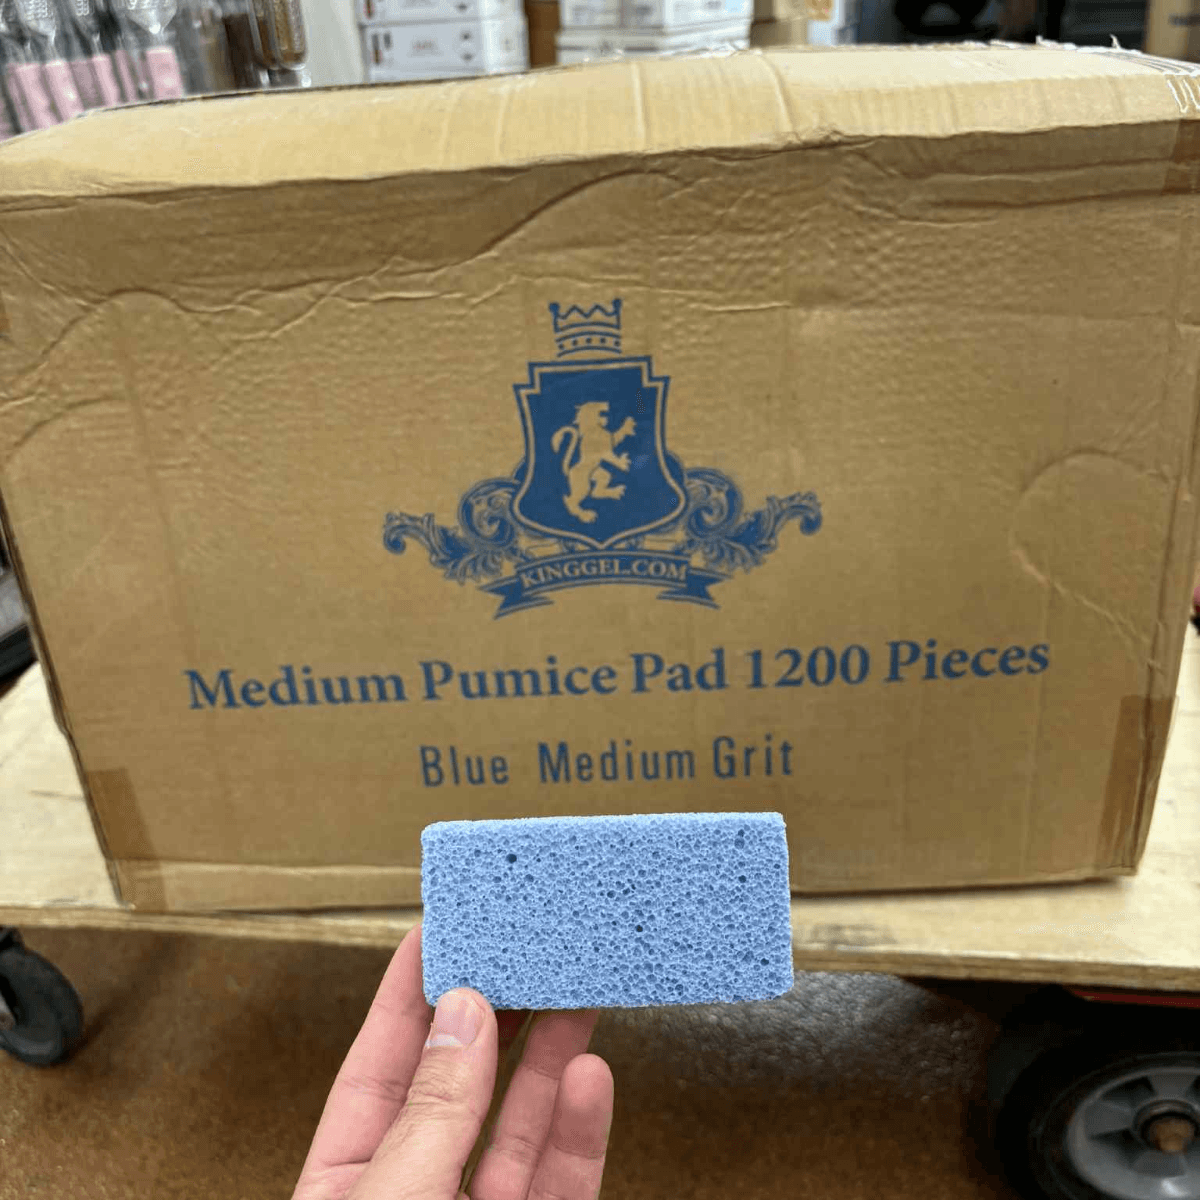 KINGGEL.COM
Medium Pumice Pad 1200 Pieces
Blue Medium Grit